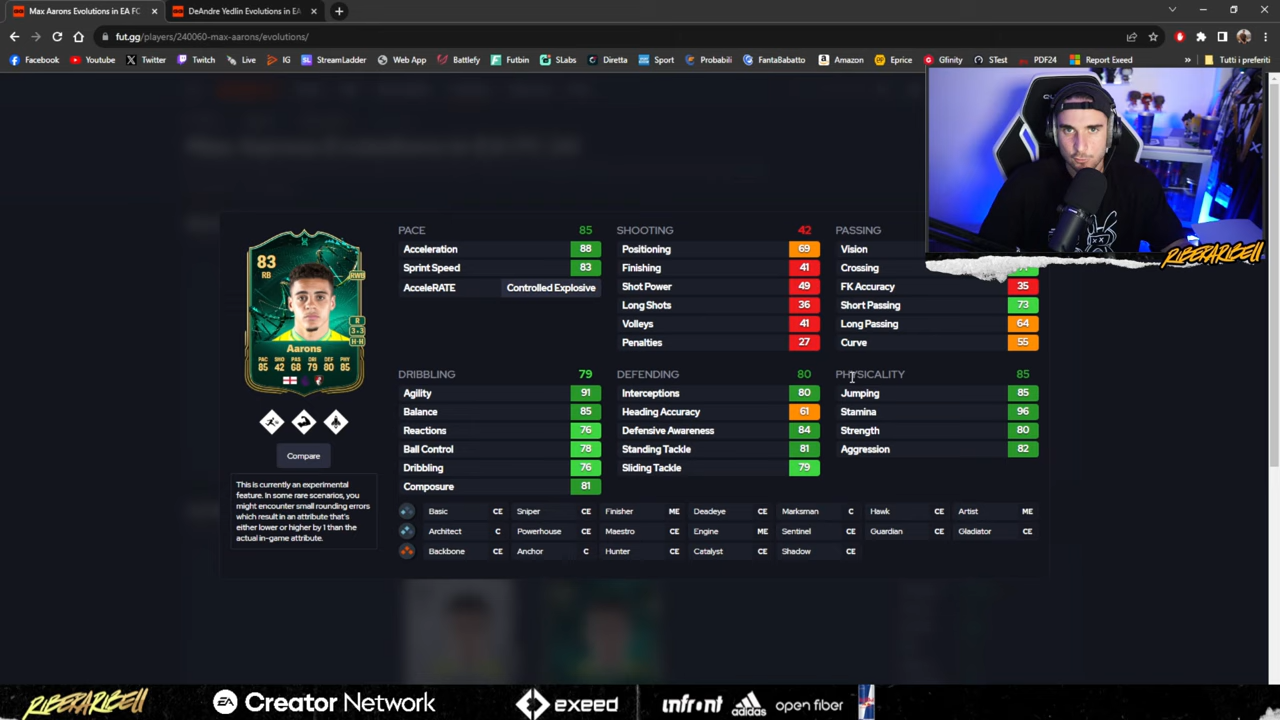 Max Aarons Evolutions in EA FC
DeAndre Yedlin Evolutions in EA
fut.gg/players/240060-max-aarons/evolutions/
Facebook Youtube Twitter Twitch Live IG StreamLadder Web App Battlefy Futbin SLabs Diretta Sport Probabili FantaBabatto Amazon Eprice Gfinity STest PDF24 Report Exeed » Tutti i preferiti
RIBERARIBELL
83
RB
RWB
R
3★3
H-H
Aarons
PAC SHO PAS DRI DEF PHY
85 42 68 79 80 85
Compare
This is currently an experimental
feature. In some rare scenarios, you
might encounter small rounding errors
which result in an attribute that's
either lower or higher by 1 than the
actual in-game attribute.
PACE 85
Acceleration 88
Sprint Speed 83
AcceleRATE Controlled Explosive
SHOOTING 42
Positioning 69
Finishing 41
Shot Power 49
Long Shots 36
Volleys 41
Penalties 27
PASSING
Vision
Crossing
FK Accuracy 35
Short Passing 73
Long Passing 64
Curve 55
DRIBBLING 79
Agility 91
Balance 85
Reactions 76
Ball Control 78
Dribbling 76
Composure 81
DEFENDING 80
Interceptions 80
Heading Accuracy 61
Defensive Awareness 84
Standing Tackle 81
Sliding Tackle 79
PHYSICALITY 85
Jumping 85
Stamina 96
Strength 80
Aggression 82
Basic CE Sniper CE Finisher ME Deadeye CE Marksman C Hawk CE Artist ME
Architect C Powerhouse CE Maestro CE Engine ME Sentinel CE Guardian CE Gladiator CE
Backbone CE Anchor C Hunter CE Catalyst CE Shadow CE
RIBERARIBELL
EA Creator Network
exeed
infront
adidas
open fiber